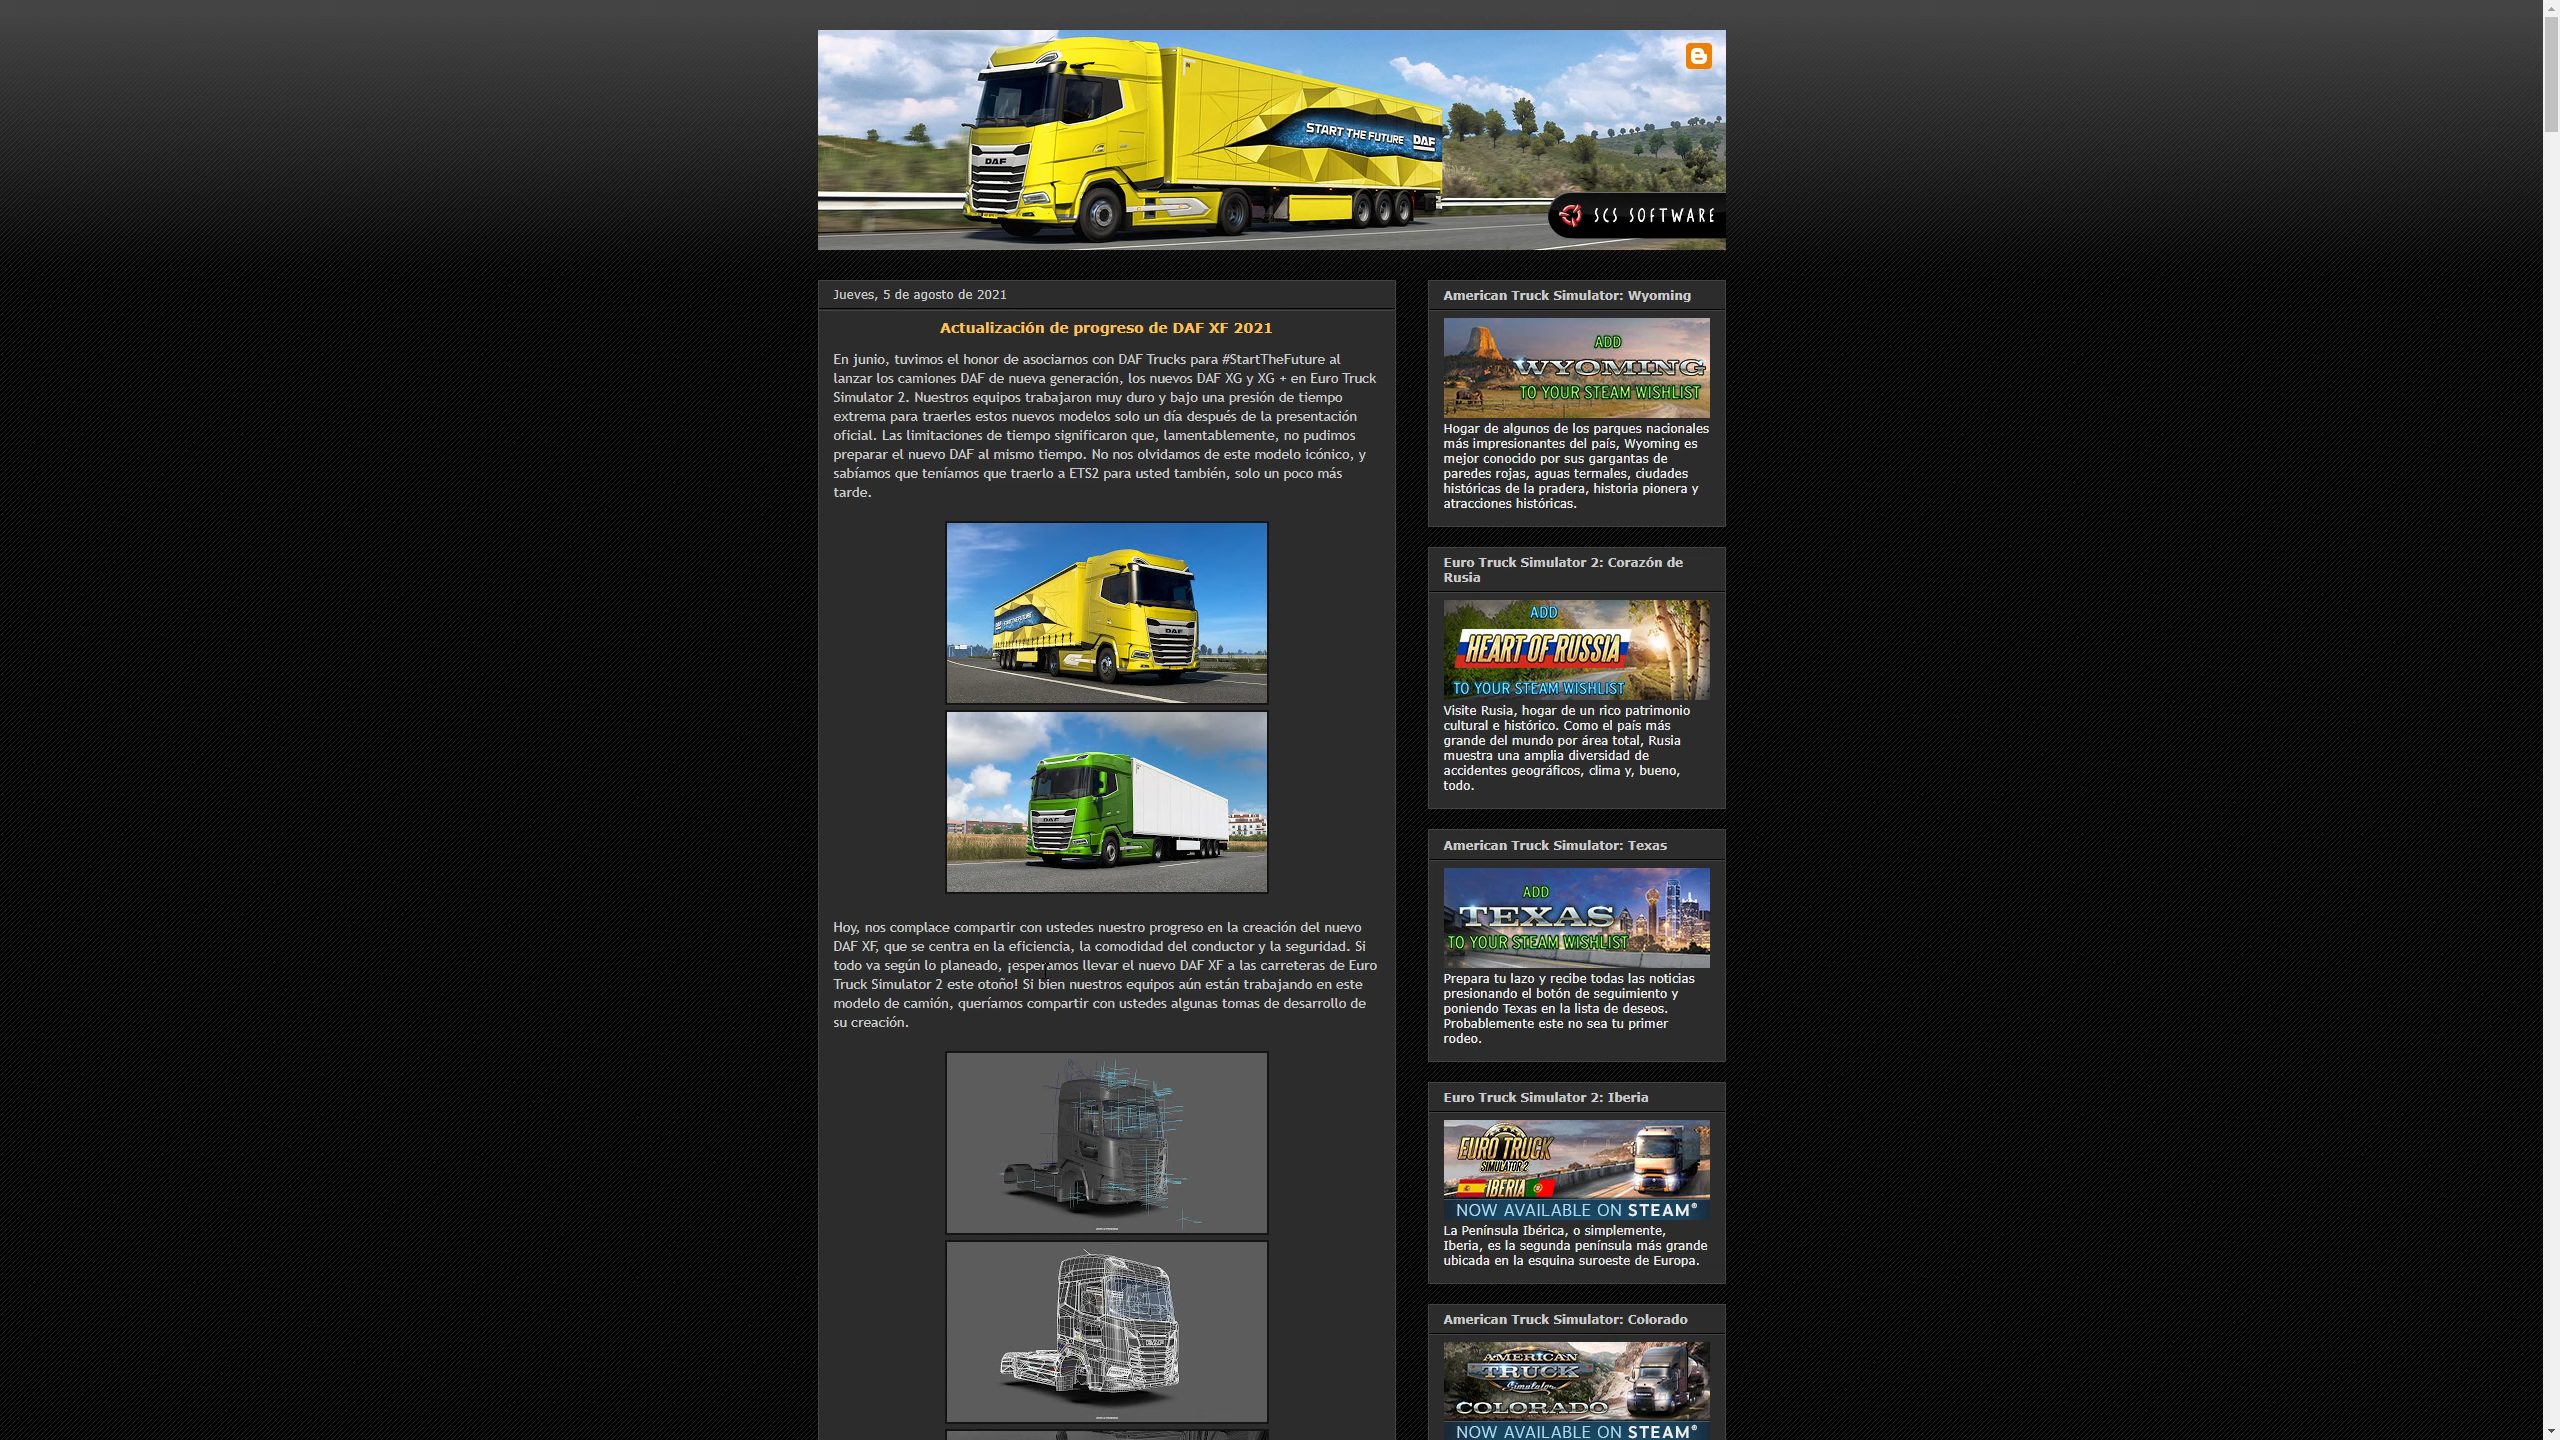 START THE FUTURE DAF
DAF
SCS SOFTWARE
Jueves, 5 de agosto de 2021
Actualización de progreso de DAF XF 2021
En junio, tuvimos el honor de asociarnos con DAF Trucks para #StartTheFuture al
lanzar los camiones DAF de nueva generación, los nuevos DAF XG y XG + en Euro Truck
Simulator 2. Nuestros equipos trabajaron muy duro y bajo una presión de tiempo
extrema para traerles estos nuevos modelos solo un día después de la presentación
oficial. Las limitaciones de tiempo significaron que, lamentablemente, no pudimos
preparar el nuevo DAF al mismo tiempo. No nos olvidamos de este modelo icónico, y
sabíamos que teníamos que traerlo a ETS2 para usted también, solo un poco más
tarde.
DAF
DAF
Hoy, nos complace compartir con ustedes nuestro progreso en la creación del nuevo
DAF XF, que se centra en la eficiencia, la comodidad del conductor y la seguridad. Si
todo va según lo planeado, ¡esperamos llevar el nuevo DAF XF a las carreteras de Euro
Truck Simulator 2 este otoño! Si bien nuestros equipos aún están trabajando en este
modelo de camión, queríamos compartir con ustedes algunas tomas de desarrollo de
su creación.
American Truck Simulator: Wyoming
ADD
WYOMING
TO YOUR STEAM WISHLIST
Hogar de algunos de los parques nacionales
más impresionantes del país, Wyoming es
mejor conocido por sus gargantas de
paredes rojas, aguas termales, ciudades
históricas de la pradera, historia pionera y
atracciones históricas.
Euro Truck Simulator 2: Corazón de
Rusia
ADD
HEART OF RUSSIA
TO YOUR STEAM WISHLIST
Visite Rusia, hogar de un rico patrimonio
cultural e histórico. Como el país más
grande del mundo por área total, Rusia
muestra una amplia diversidad de
accidentes geográficos, clima y, bueno,
todo.
American Truck Simulator: Texas
ADD
TEXAS
TO YOUR STEAM WISHLIST
Prepara tu lazo y recibe todas las noticias
presionando el botón de seguimiento y
poniendo Texas en la lista de deseos.
Probablemente este no sea tu primer
rodeo.
Euro Truck Simulator 2: Iberia
EURO TRUCK
SIMULATOR 2
IBERIA
NOW AVAILABLE ON STEAM®
La Península Ibérica, o simplemente,
Iberia, es la segunda península más grande
ubicada en la esquina suroeste de Europa.
American Truck Simulator: Colorado
AMERICAN
TRUCK
Simulator
COLORADO
NOW AVAILABLE ON STEAM®